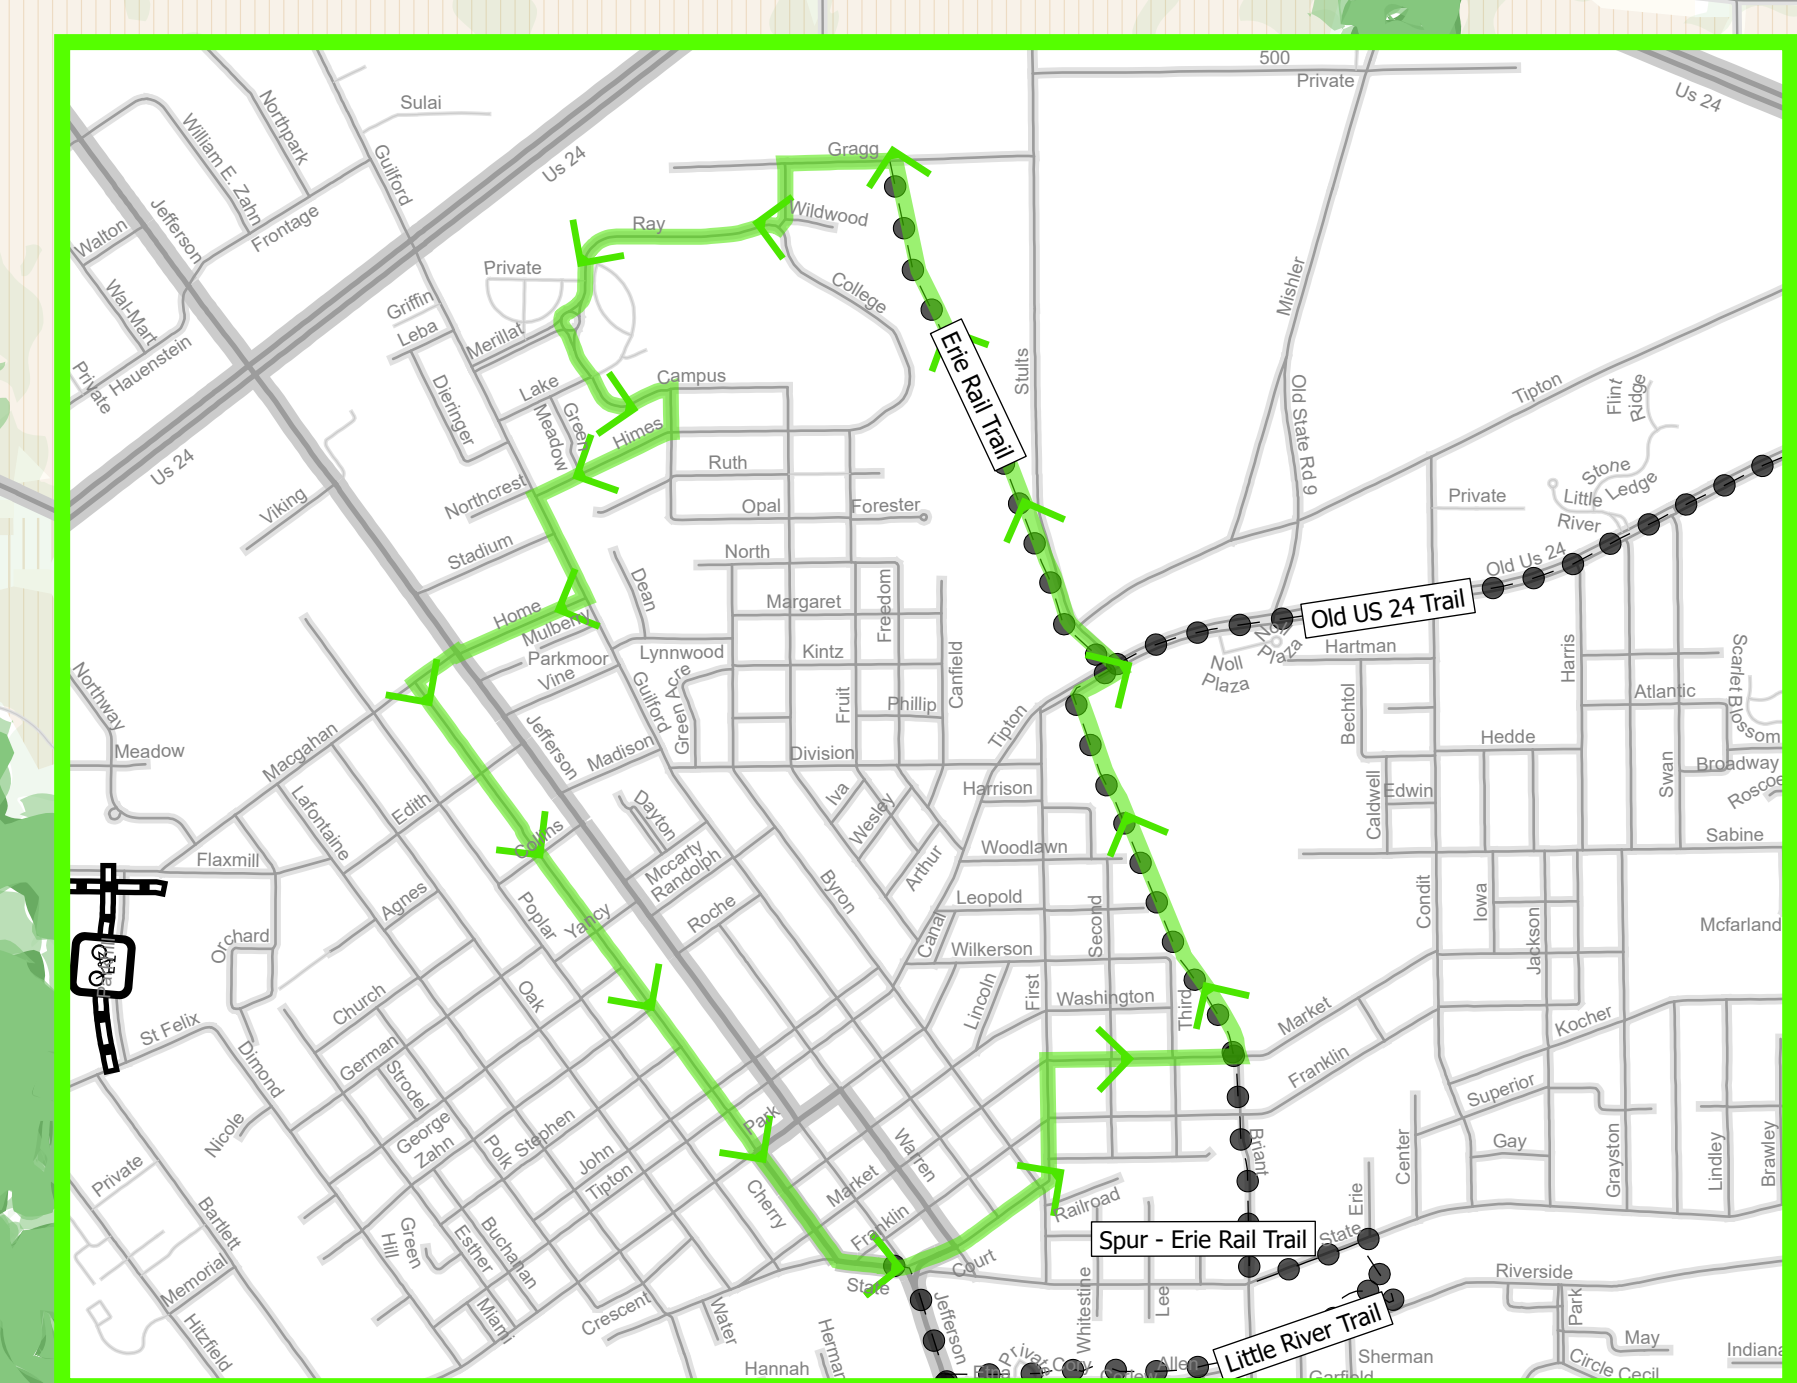 500
Private
Us 24
Sulai
Northpark
William E. Zahn
Guilford
Us 24
Gragg
Jefferson
Walton
Frontage
Ray
Wildwood
Private
College
Mishler
Wal-Mart
Griffin
Leba
Merillat
Hauenstein
Private
Erie Rail Trail
Stults
Lake
Campus
Dieringer
Green
Meadow
Himes
Old State Rd 9
Tipton
Flint
Ridge
Us 24
Viking
Northcrest
Ruth
Opal
Forester
Private
Stone
Little
Ledge
River
Stadium
North
Dean
Old Us 24
Home
Mulberry
Margaret
Freedom
Old US 24 Trail
Noll
Plaza
Noll
Plaza
Hartman
Harris
Scarlet Blossom
Parkmoor
Vine
Lynnwood
Kintz
Canfield
Northway
Guilford
Green Acre
Fruit
Phillip
Bechtol
Atlantic
Meadow
Macgahan
Jefferson
Madison
Division
Tipton
Hedde
Swan
Broadway
Roscoe
Lafontaine
Edith
Dayton
Iva
Wesley
Harrison
Caldwell
Edwin
Collins
Flaxmill
Mccarty
Randolph
Arthur
Woodlawn
Sabine
Agnes
Poplar
Yancy
Roche
Byron
Leopold
Second
Condit
Iowa
Jackson
Mcfarland
Orchard
Canal
Wilkerson
Church
Oak
Lincoln
First
Washington
Third
Market
Kocher
St Felix
Dimond
German
Strodel
Franklin
Superior
Nicole
George
Zahn
Polk
Stephen
John
Tipton
Park
Warren
Briant
Center
Gay
Grayston
Lindley
Brawley
Private
Bartlett
Cherry
Market
Franklin
Railroad
Erie
Spur - Erie Rail Trail
State
Green
Hill
Esther
Buchanan
Court
State
Riverside
Memorial
Hitzfield
Miami
Crescent
Water
Jefferson
Whitestine
Lee
Little River Trail
Park
May
Herman
Hannah
Etna
Private
Cory
Allen
Sherman
Garfield
Circle
Cecil
Indiana